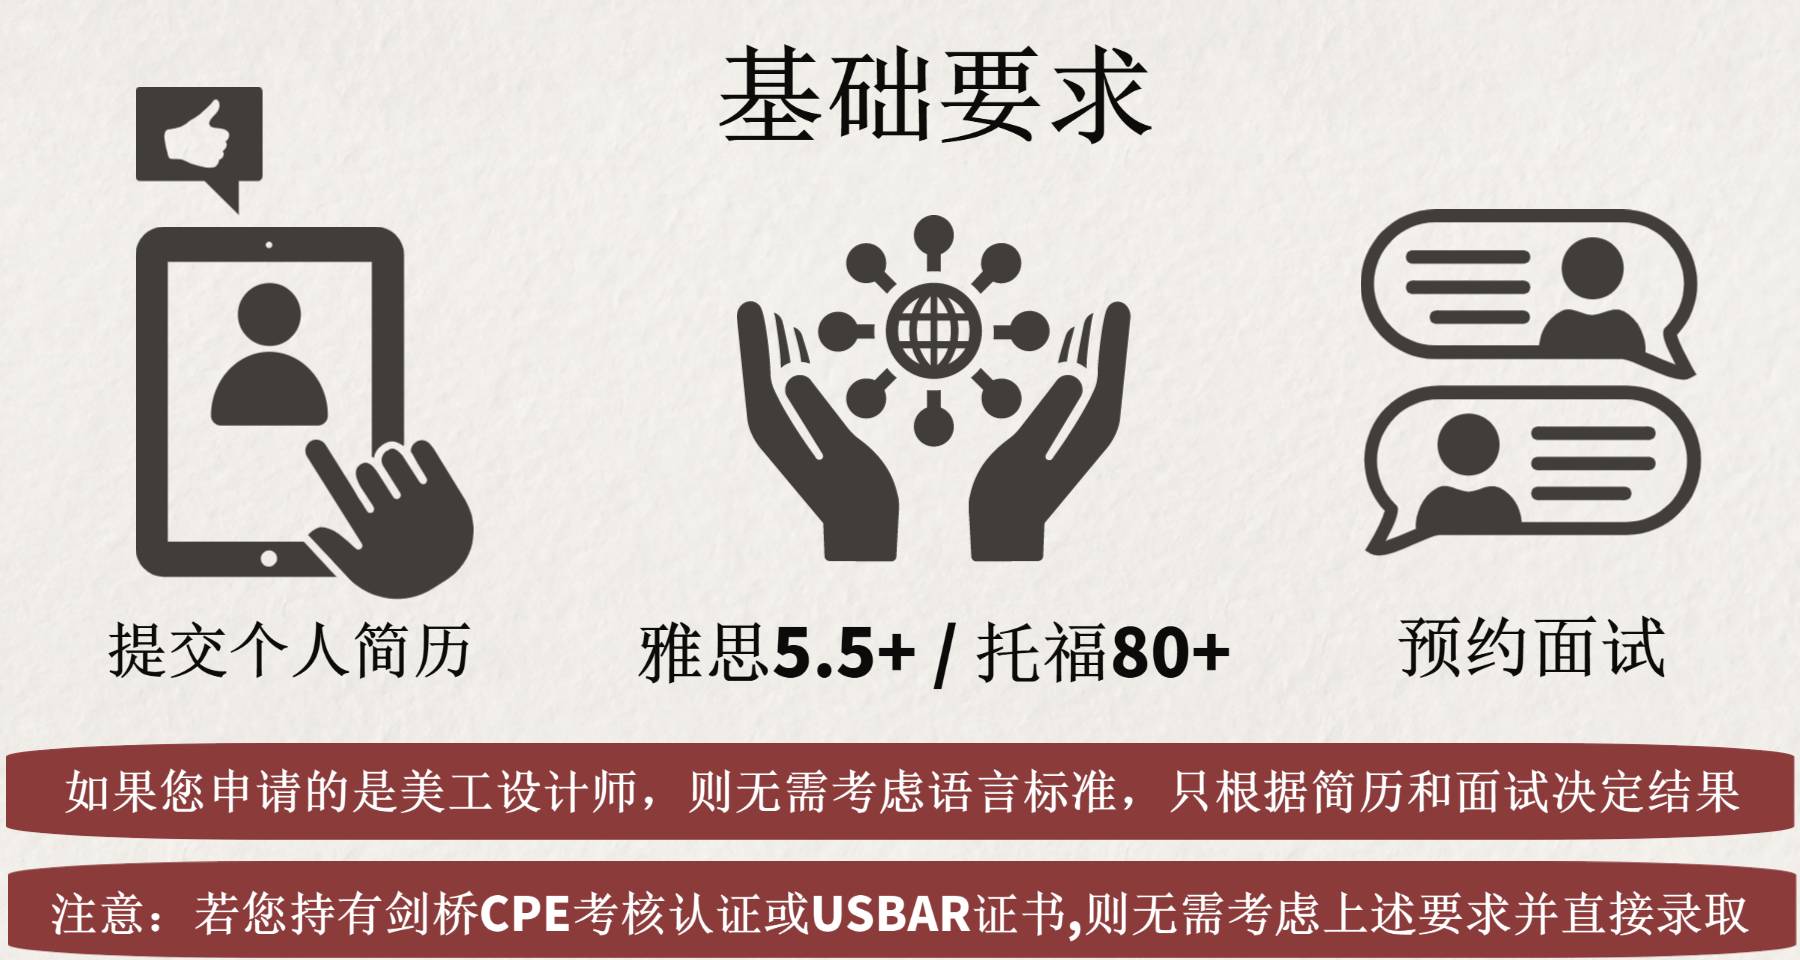 基础要求
提交个人简历
雅思5.5+ / 托福80+
预约面试
如果您申请的是美工设计师，则无需考虑语言标准，只根据简历和面试决定结果
注意：若您持有剑桥CPE考核认证或USBAR证书,则无需考虑上述要求并直接录取